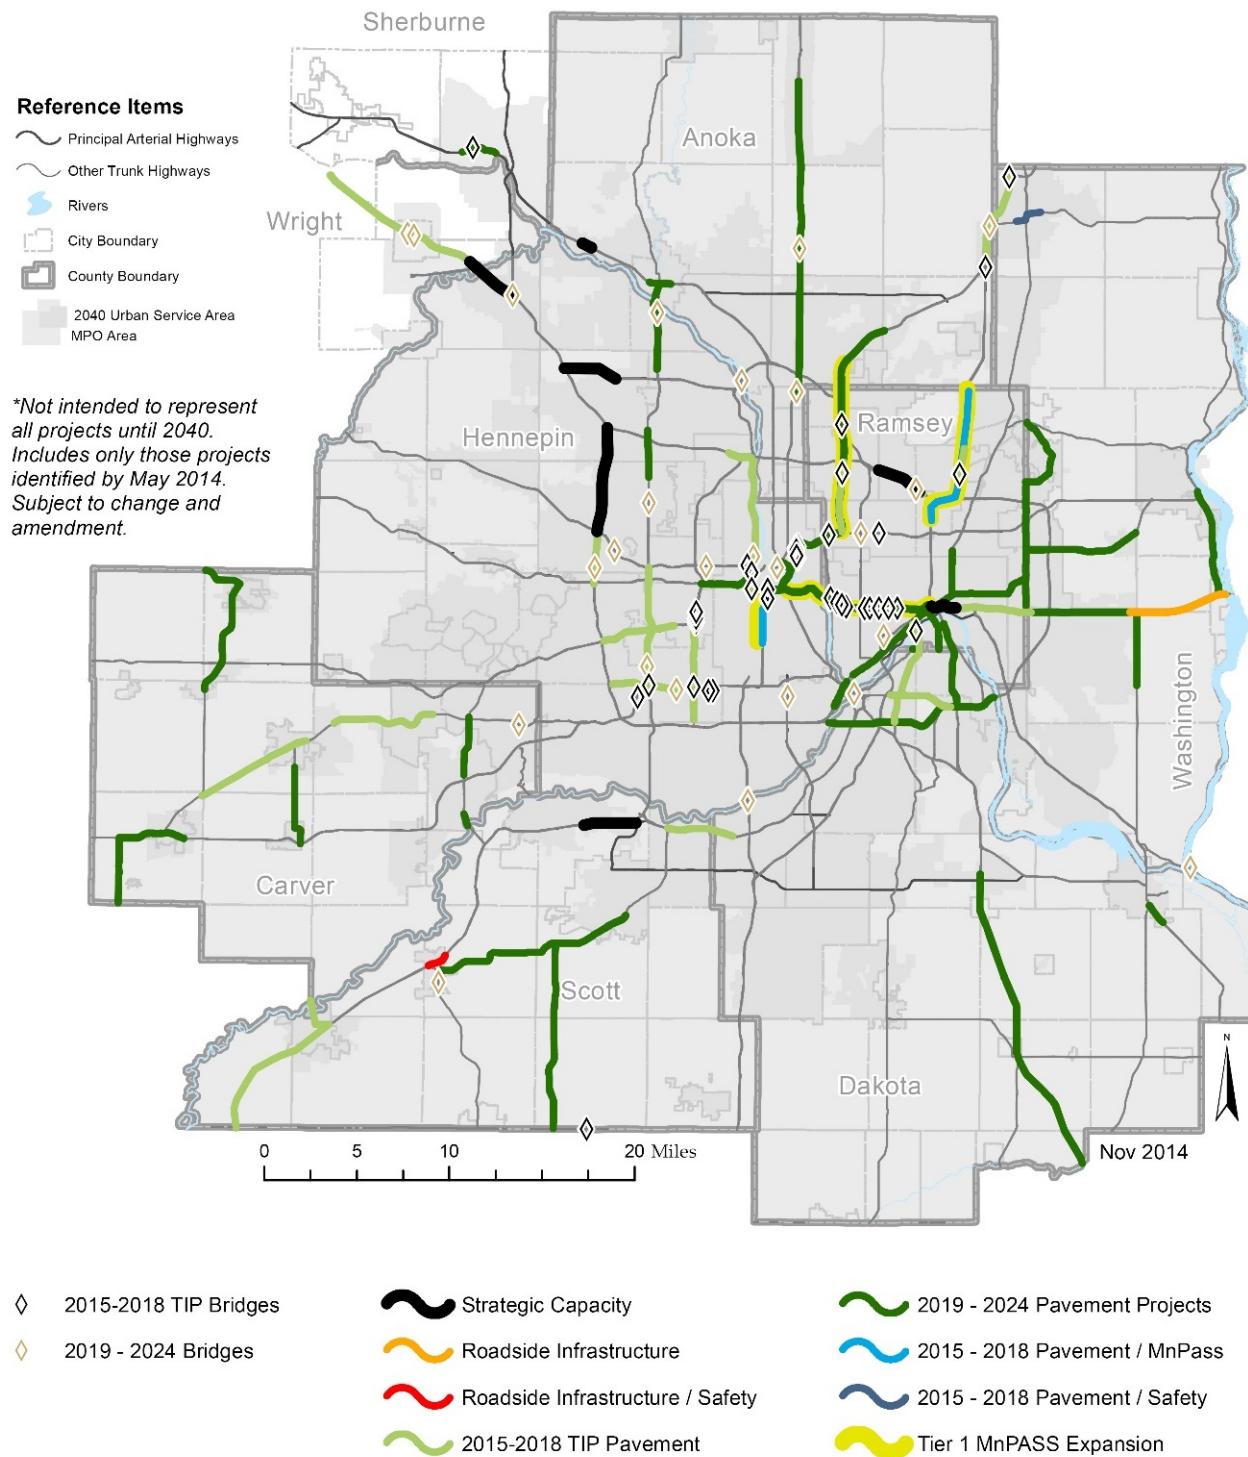 Sherburne
Anoka
Wright
Reference Items
Principal Arterial Highways
Other Trunk Highways
Rivers
City Boundary
County Boundary
2040 Urban Service Area
MPO Area
*Not intended to represent
all projects until 2040.
Includes only those projects
identified by May 2014.
Subject to change and
amendment.
Hennepin
Ramsey
Washington
Carver
Scott
Dakota
N
0 5 10 20 Miles
Nov 2014
2015-2018 TIP Bridges
2019 - 2024 Bridges
Strategic Capacity
Roadside Infrastructure
Roadside Infrastructure / Safety
2015-2018 TIP Pavement
2019 - 2024 Pavement Projects
2015 - 2018 Pavement / MnPass
2015 - 2018 Pavement / Safety
Tier 1 MnPASS Expansion